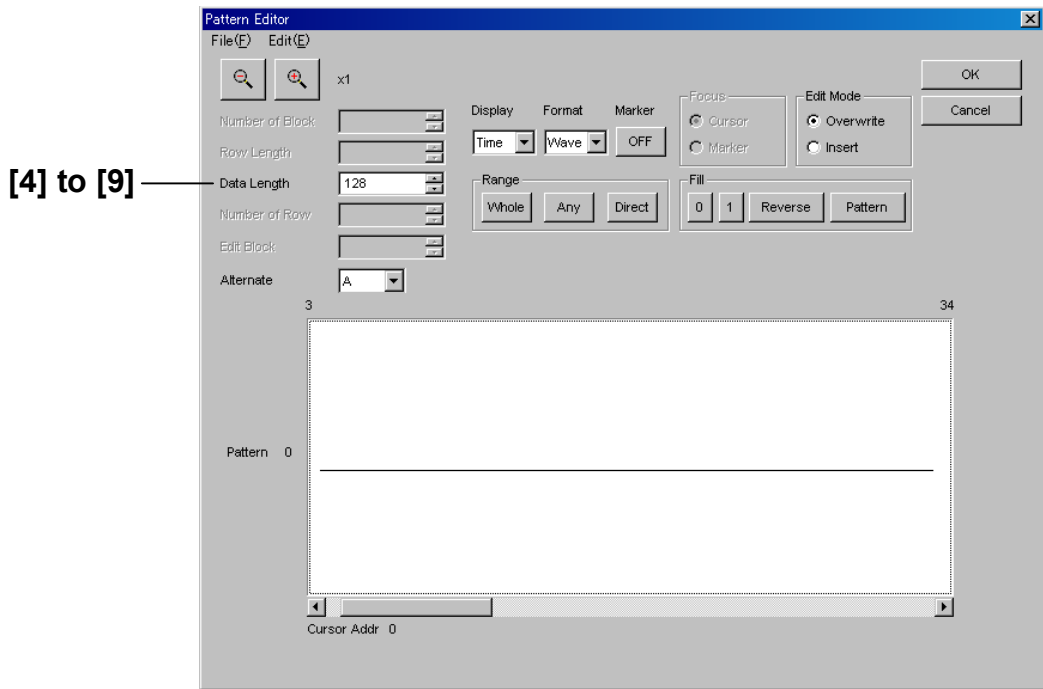 Pattern Editor
File(F) Edit(E)
x1
OK
Cancel
Number of Block
Row Length
[4] to [9]
Data Length 128
Number of Row
Edit Block
Alternate A
Display Format Marker
Time Wave OFF
Focus
Cursor
Marker
Edit Mode
Overwrite
Insert
Range
Whole Any Direct
Fill
0 1 Reverse Pattern
3 34
Pattern 0
Cursor Addr 0